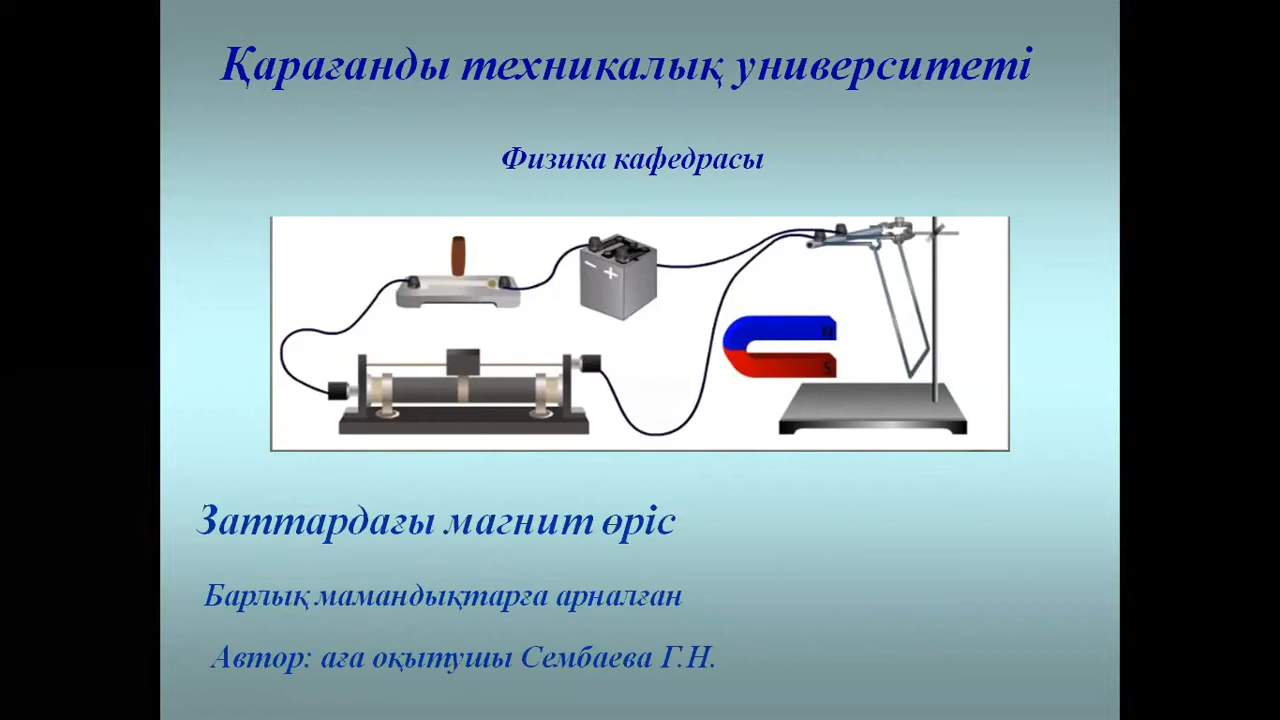 Қарағанды техникалық университеті
Физика кафедрасы
− +
N
S
Заттардағы магнит өріс
Барлық мамандықтарға арналған
Автор: аға оқытушы Сембаева Г.Н.